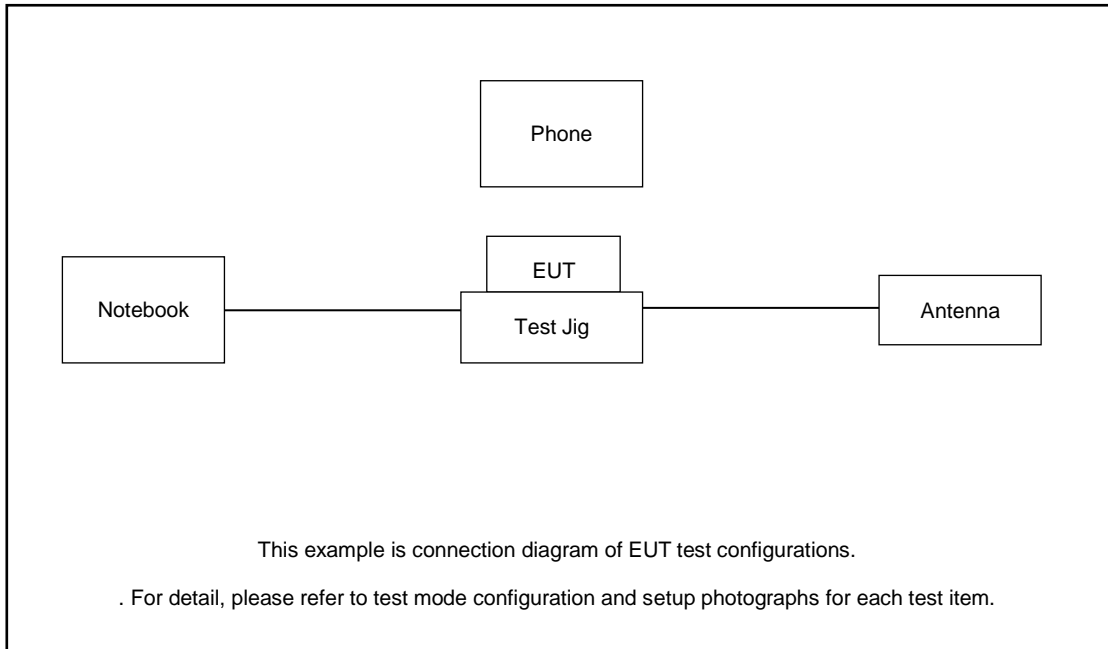 Phone
EUT
Notebook
Test Jig
Antenna
This example is connection diagram of EUT test configurations.
. For detail, please refer to test mode configuration and setup photographs for each test item.